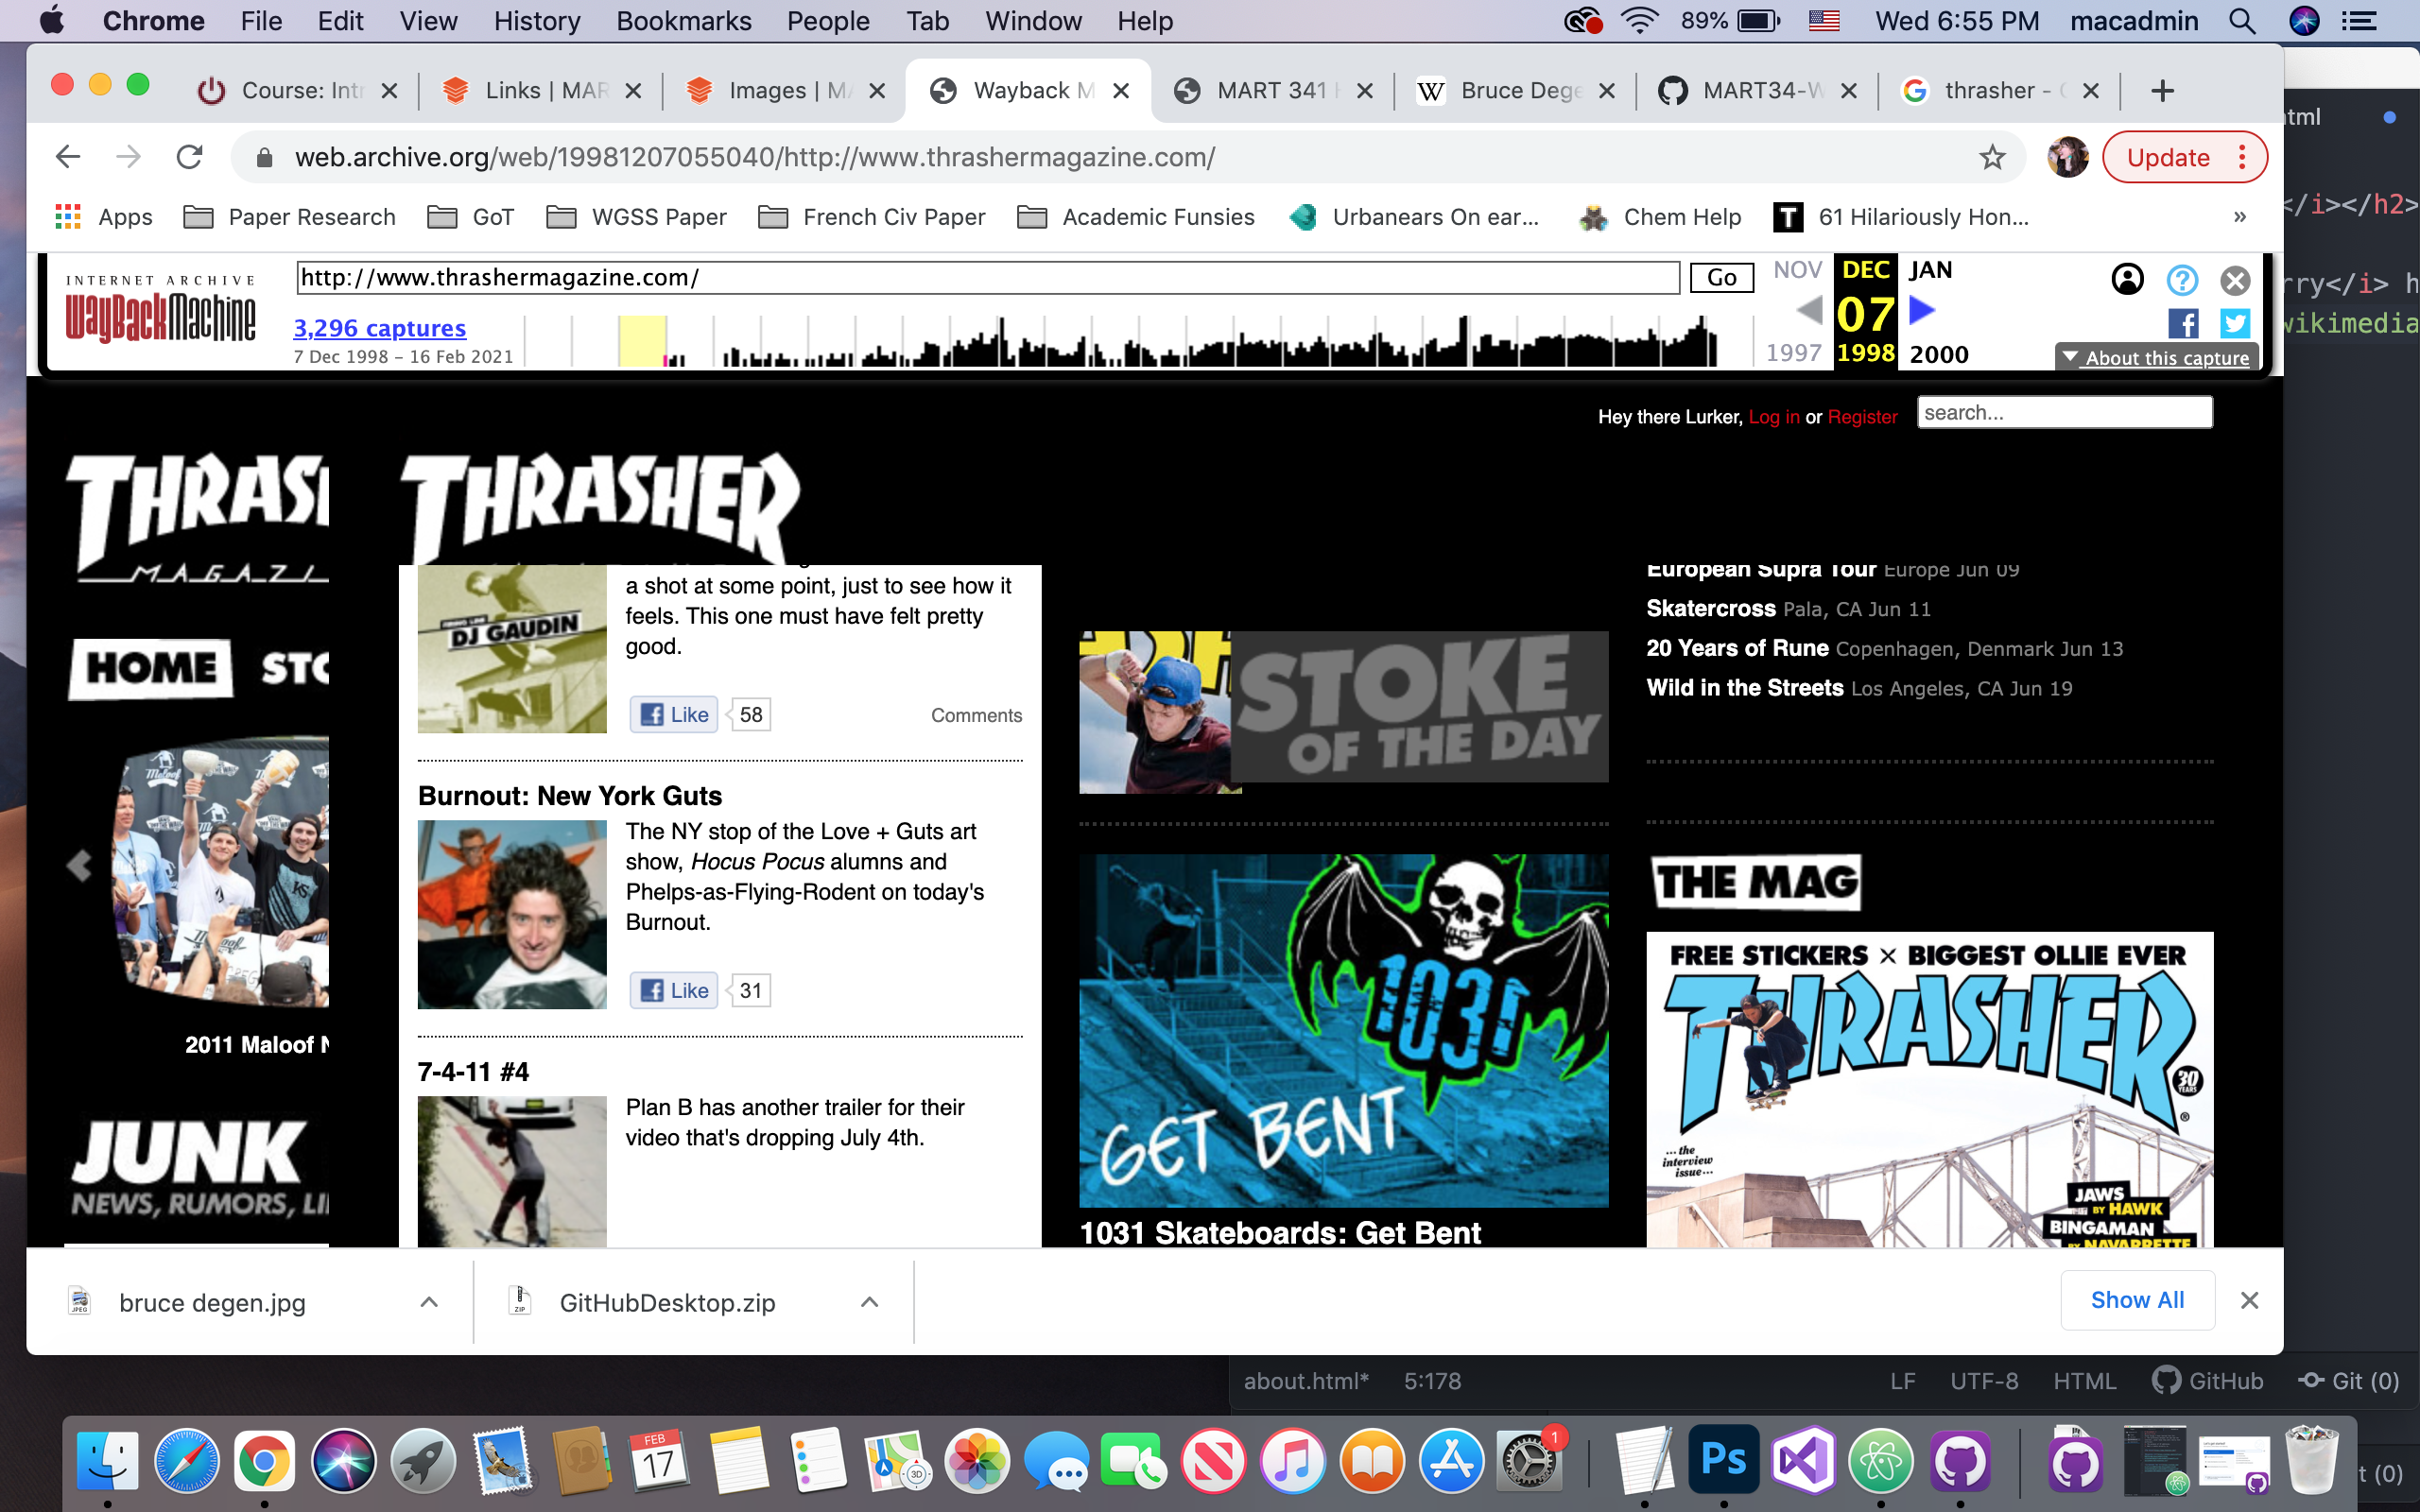 Chrome File Edit View History Bookmarks People Tab Window Help 89% Wed 6:55 PM macadmin
Course: Intr Links | MAR Images | MA Wayback M MART 341 H Bruce Dege MART34-W thrasher - G
tml
web.archive.org/web/19981207055040/http://www.thrashermagazine.com/ Update
Apps Paper Research GoT WGSS Paper French Civ Paper Academic Funsies Urbanears On ear... Chem Help T 61 Hilariously Hon... »
</i></h2>
INTERNET ARCHIVE
WayBack Machine
http://www.thrashermagazine.com/ Go
3,296 captures
7 Dec 1998 – 16 Feb 2021
NOV DEC JAN
07
1997 1998 2000
About this capture
rry</i> h
wikimedia
Hey there Lurker, Log in or Register search...
THRAS
MAGAZI
HOME STO
2011 Maloof N
JUNK
NEWS, RUMORS, LI
THRASHER
DJ GAUDIN
a shot at some point, just to see how it
feels. This one must have felt pretty
good.
Like 58 Comments
Burnout: New York Guts
The NY stop of the Love + Guts art
show, Hocus Pocus alumns and
Phelps-as-Flying-Rodent on today's
Burnout.
Like 31
7-4-11 #4
Plan B has another trailer for their
video that's dropping July 4th.
STOKE
OF THE DAY
1031
GET BENT
1031 Skateboards: Get Bent
European Supra Tour Europe Jun 09
Skatercross Pala, CA Jun 11
20 Years of Rune Copenhagen, Denmark Jun 13
Wild in the Streets Los Angeles, CA Jun 19
THE MAG
FREE STICKERS × BIGGEST OLLIE EVER
THRASHER
30
YEARS
®
...the
interview
issue...
JAWS
BY HAWK
BINGAMAN
BY NAVARRETTE
bruce degen.jpg GitHubDesktop.zip Show All
about.html* 5:178 LF UTF-8 HTML GitHub Git (0)
FEB
17
3D
1
Ps
t (0)